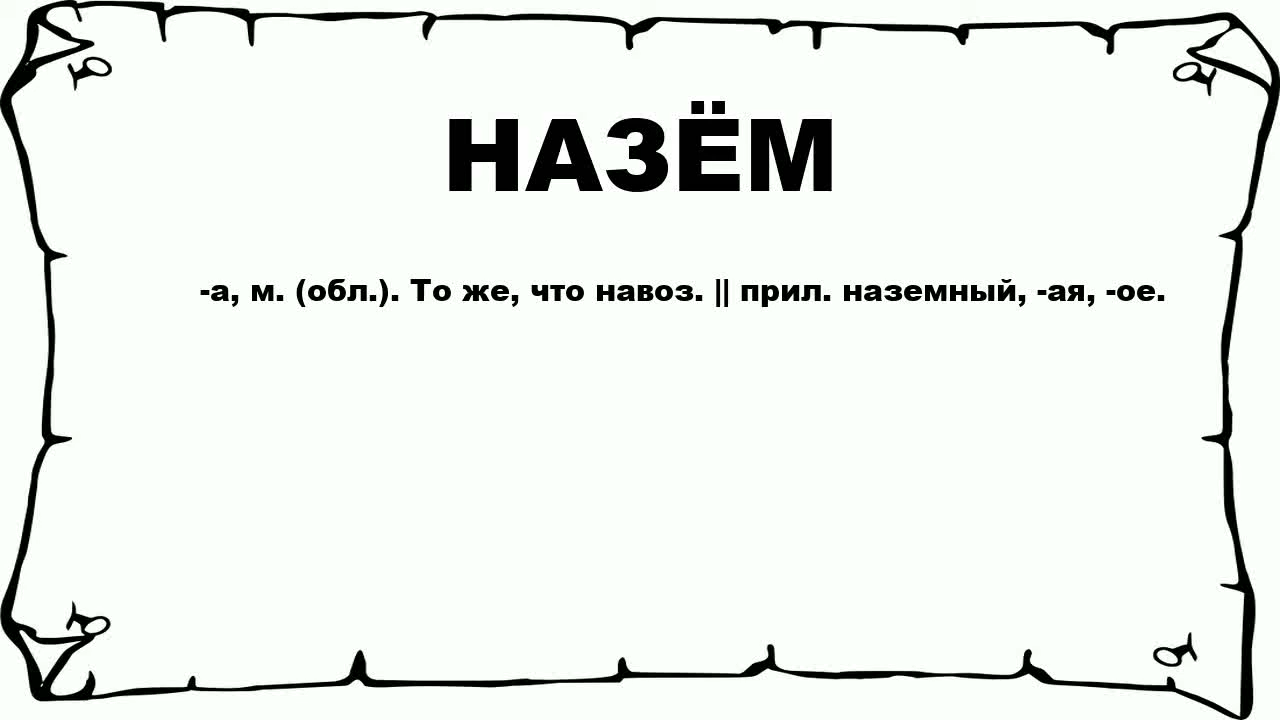 НАЗЁМ
-а, м. (обл.). То же, что навоз. || прил. наземный, -ая, -ое.